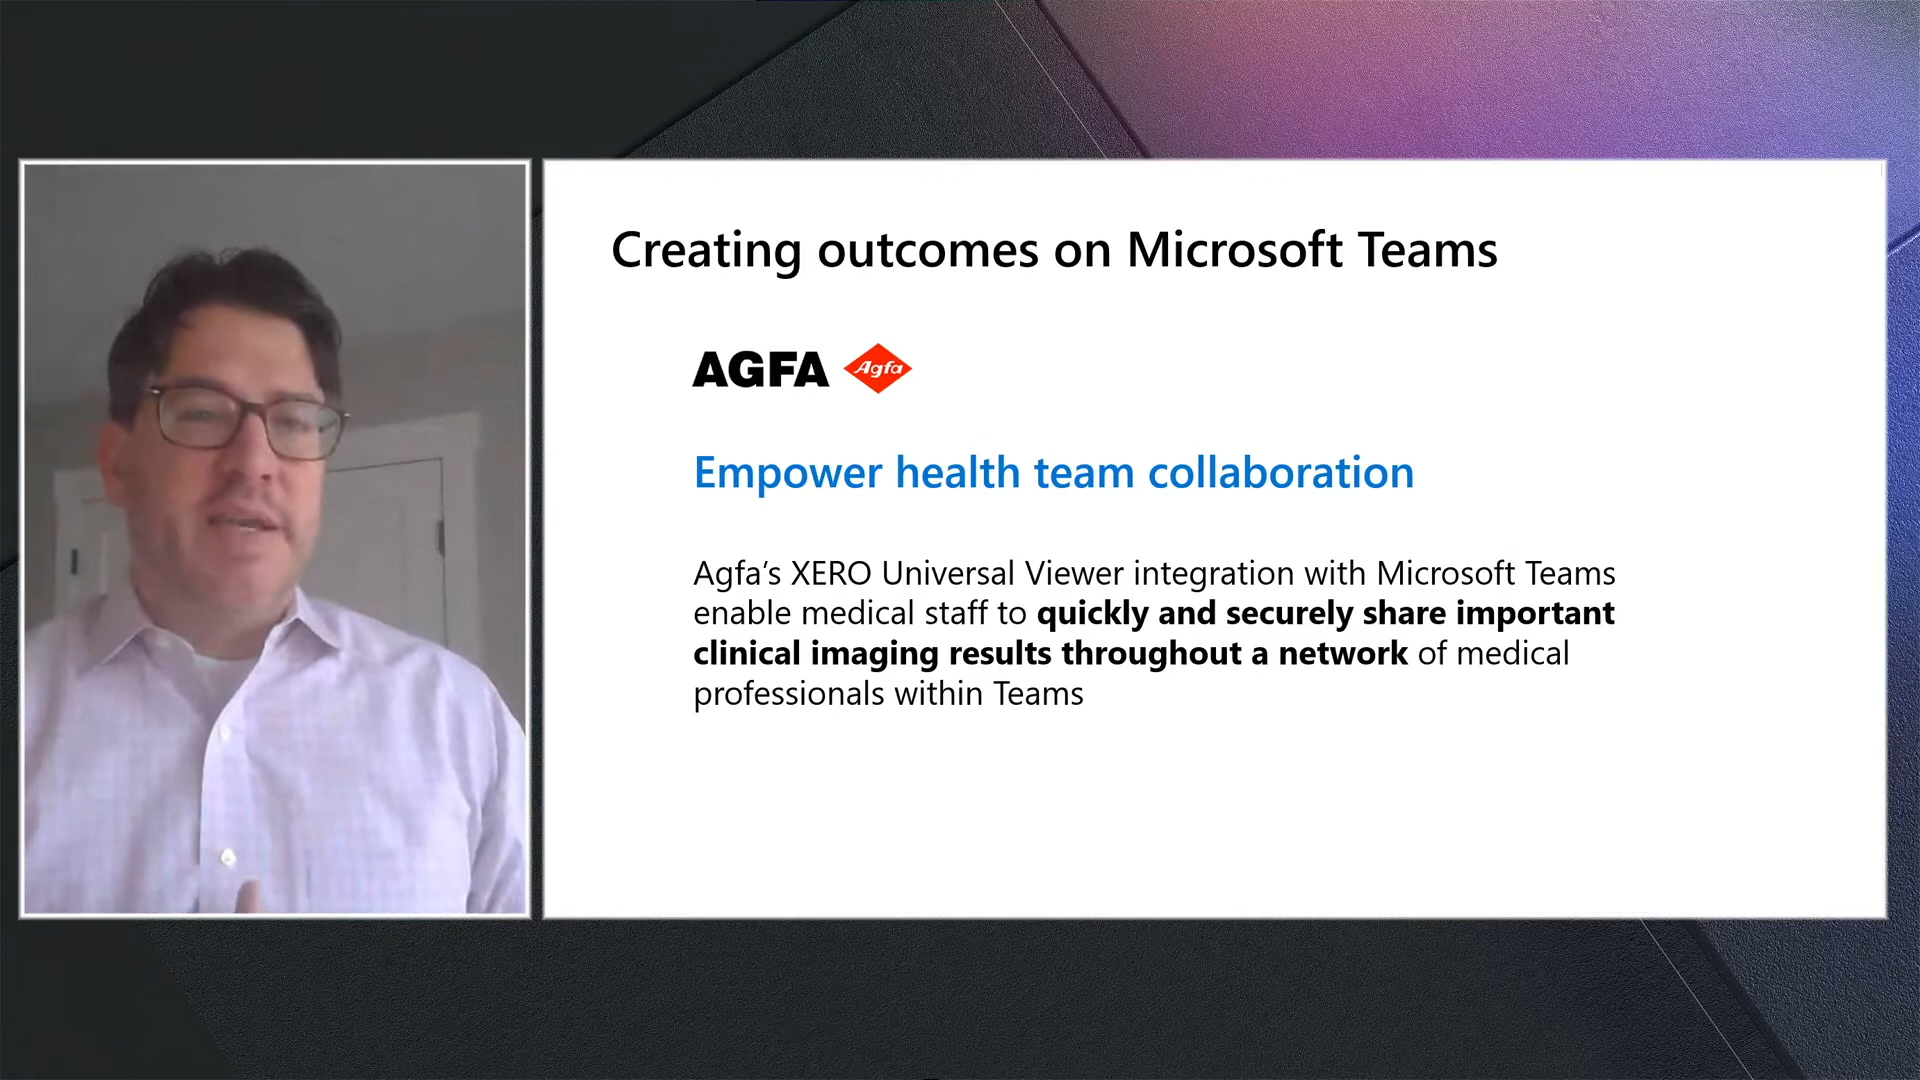 Creating outcomes on Microsoft Teams
AGFA Agfa
Empower health team collaboration
Agfa’s XERO Universal Viewer integration with Microsoft Teams
enable medical staff to quickly and securely share important
clinical imaging results throughout a network of medical
professionals within Teams